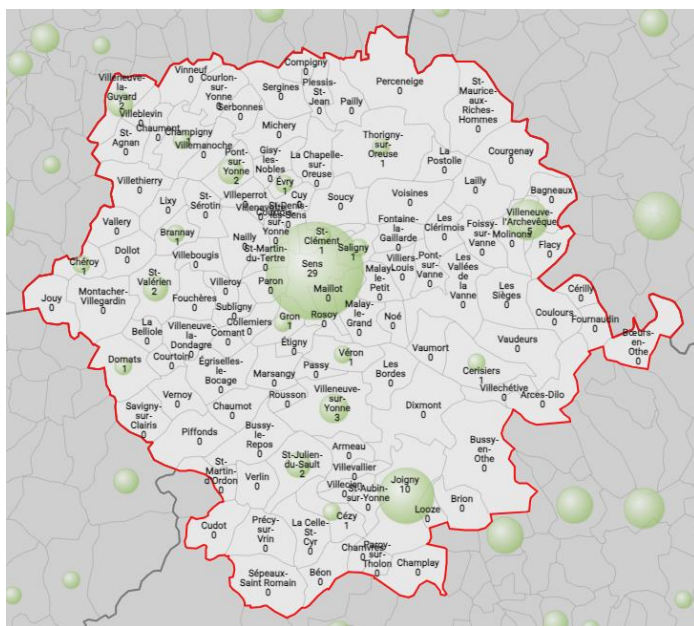 Compigny
0
Vinneuf
0
Courlon-
sur-
Yonne
0
Sergines
0
Plessis-
St-
Jean
0
Perceneige
0
Villeneuve-
la-
Guyard
2
Serbonnes
0
Pailly
0
St-
Maurice-
aux-
Riches-
Hommes
0
Villeblevin
0
St-
Agnan
0
Chaumont
0
Champigny
1
Villemanoche
0
Michery
0
Thorigny-
sur-
Oreuse
1
Pont-
sur-
Yonne
2
Gisy-
les-
Nobles
0
La Chapelle-
sur-
Oreuse
0
La
Postolle
0
Courgenay
0
Villethierry
0
Évry
1
Lailly
0
Bagneaux
0
Lixy
0
St-
Sérotin
0
Villeperrot
0
Cuy
0
Soucy
0
Voisines
0
Villeneuve-
l'Archevêque
5
Vallery
0
Brannay
1
Nailly
0
St-Denis-
lès-Sens
0
sur-
Yonne
0
St-
Clément
1
Saligny
1
Fontaine-
la-
Gaillarde
0
Les
Clérimois
0
Foissy-
sur-
Vanne
0
Molinons
0
Flacy
0
Dollot
0
Villebougis
0
St-Martin-
du-Tertre
0
Sens
29
Malay-
le-
Petit
0
Villiers-
Louis
0
Pont-
sur-
Vanne
0
Les
Vallées
de la
Vanne
0
Chéroy
1
St-
Valérien
2
Villeroy
0
Paron
0
Maillot
0
Les
Sièges
0
Cérilly
0
Jouy
0
Montacher-
Villegardin
0
Fouchères
0
Subligny
0
Gron
1
Rosoy
0
Malay-
le-
Grand
0
Noé
0
Coulours
0
Fournaudin
0
Bœurs-
en-
Othe
0
La
Belliole
0
Villeneuve-
la-
Dondagre
0
Cornant
0
Collemiers
0
Étigny
0
Véron
1
Vaumort
0
Vaudeurs
0
Domats
1
Courtoin
0
Égriselles-
le-
Bocage
0
Marsangy
0
Passy
0
Les
Bordes
0
Cerisiers
1
Villechétive
0
Arces-Dilo
0
Savigny-
sur-
Clairis
0
Vernoy
0
Chaumot
0
Rousson
0
Villeneuve-
sur-
Yonne
3
Dixmont
0
Piffonds
0
Bussy-
le-
Repos
0
Armeau
0
Bussy-
en-
Othe
0
St-
Martin-
d'Ordon
0
Verlin
0
St-Julien-
du-Sault
2
Villevallier
0
Villecien
0
St-Aubin-
sur-Yonne
0
Joigny
10
Looze
0
Brion
0
Cudot
0
Précy-
sur-
Vrin
0
La Celle-
St-
Cyr
0
Cézy
1
Chamvres
0
Paroy-
sur-
Tholon
0
Champlay
0
Sépeaux-
Saint Romain
0
Béon
0